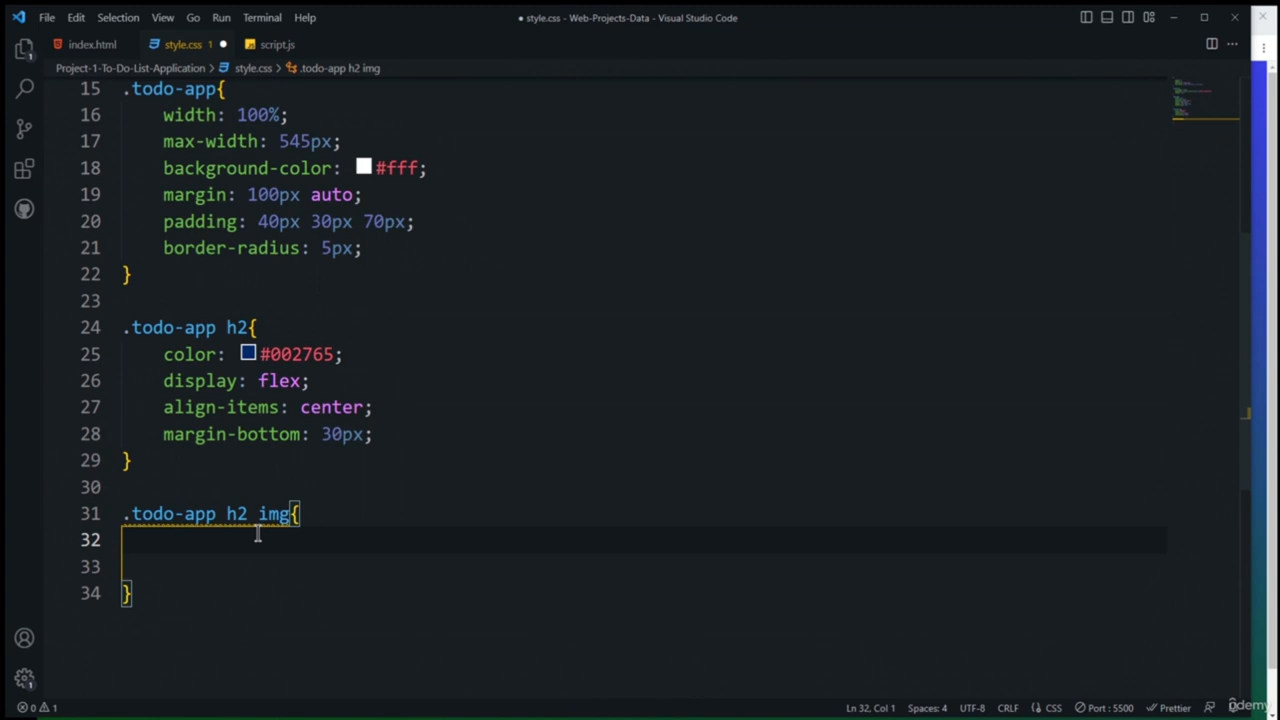 File Edit Selection View Go Run Terminal Help
● style.css - Web-Projects-Data - Visual Studio Code
index.html style.css 1 script.js
Project-1-To-Do-List-Application > style.css > .todo-app h2 img
15 .todo-app{
16 width: 100%;
17 max-width: 545px;
18 background-color: #fff;
19 margin: 100px auto;
20 padding: 40px 30px 70px;
21 border-radius: 5px;
22 }
23
24 .todo-app h2{
25 color: #002765;
26 display: flex;
27 align-items: center;
28 margin-bottom: 30px;
29 }
30
31 .todo-app h2 img{
32
33
34 }
1
1
0 1 Ln 32, Col 1 Spaces: 4 UTF-8 CRLF CSS Port : 5500 Prettier
ûdemy